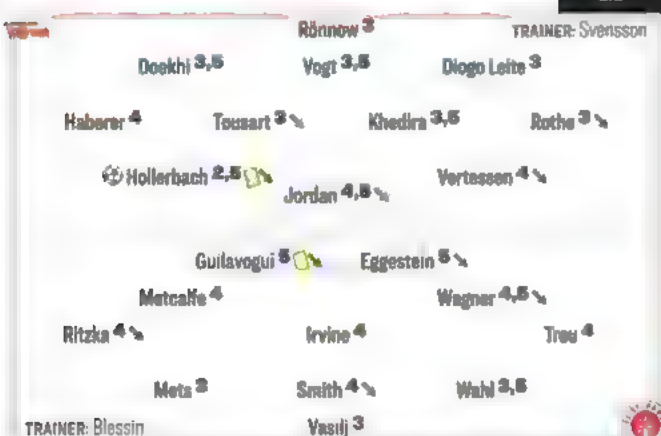 Rönnow 3
TRAINER: Svensson
Doekhi 3,5 Vogt 3,5 Diogo Leite 3
Haberer 4 Tousart 3 Khedira 3,5 Rothe 3
Hollerbach 2,5 Jordan 4,5 Vertessen 4
Guilavogui 5 Eggestein 5
Metcalfe 4 Wagner 4,5
Ritzka 4 Irvine 4 Treu 4
Mets 3 Smith 4 Wahl 3,5
TRAINER: Blessin Vasilj 3